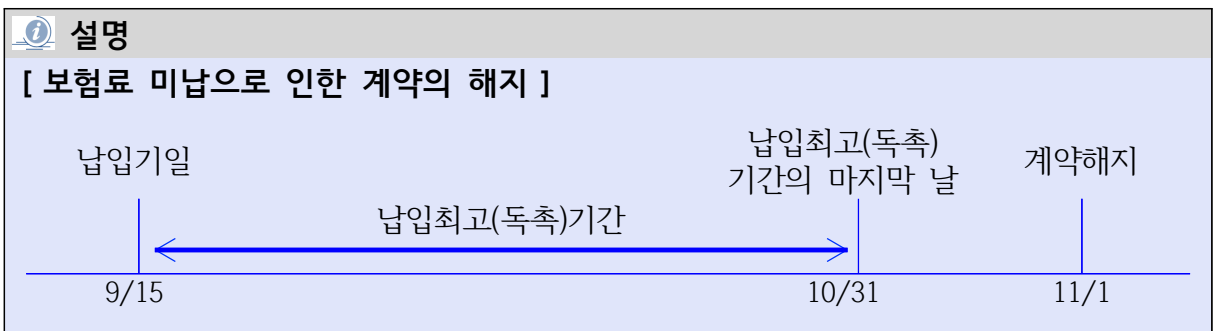 설명
[ 보험료 미납으로 인한 계약의 해지 ]
납입기일
납입최고(독촉)
기간의 마지막 날
계약해지
납입최고(독촉)기간
9/15
10/31
11/1